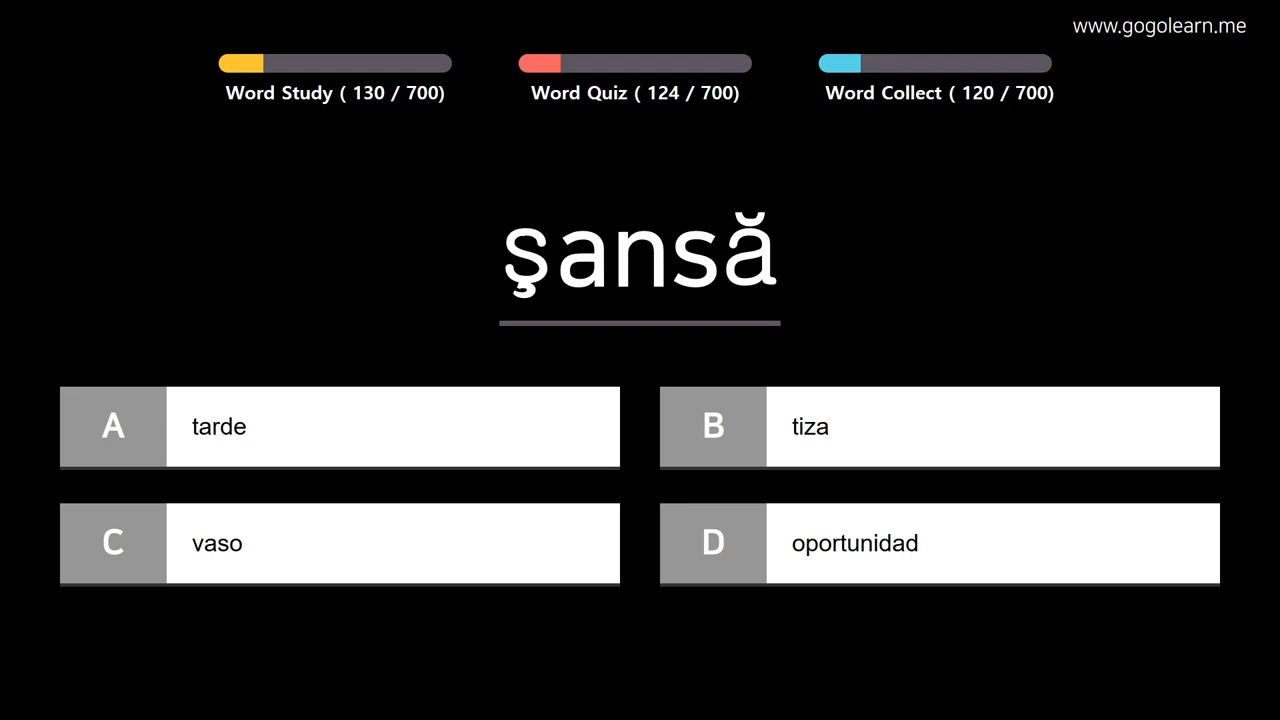 www.gogolearn.me
Word Study ( 130 / 700)
Word Quiz ( 124 / 700)
Word Collect ( 120 / 700)
şansă
A tarde
B tiza
C vaso
D oportunidad